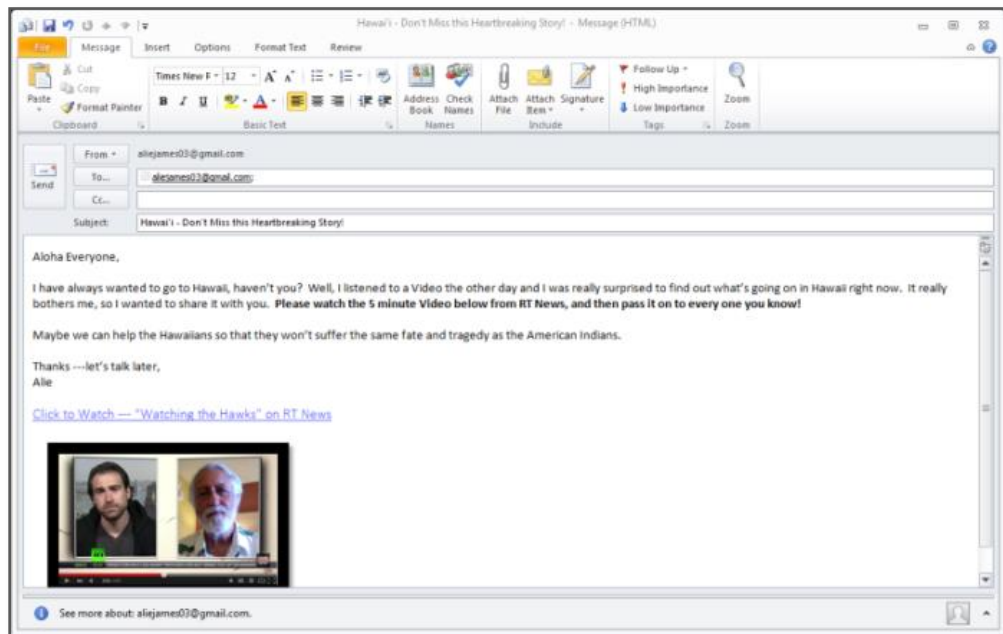 Hawai'i - Don't Miss this Heartbreaking Story! - Message (HTML)
File Message Insert Options Format Text Review
Cut
Copy
Paste
Format Painter
Clipboard
Times New F 12
B I U
Basic Text
Address Book
Check Names
Names
Attach File
Attach Item
Signature
Include
Follow Up
High Importance
Low Importance
Tags
Zoom
Zoom
Send
From aliejames03@gmail.com
To... aliejames03@gmail.com;
Cc...
Subject: Hawai'i - Don't Miss this Heartbreaking Story!
Aloha Everyone,
I have always wanted to go to Hawaii, haven't you? Well, I listened to a Video the other day and I was really surprised to find out what's going on in Hawaii right now. It really
bothers me, so I wanted to share it with you. Please watch the 5 minute Video below from RT News, and then pass it on to every one you know!
Maybe we can help the Hawaiians so that they won't suffer the same fate and tragedy as the American Indians.
Thanks ---let's talk later,
Alie
Click to Watch --- "Watching the Hawks" on RT News
RT
See more about: aliejames03@gmail.com.